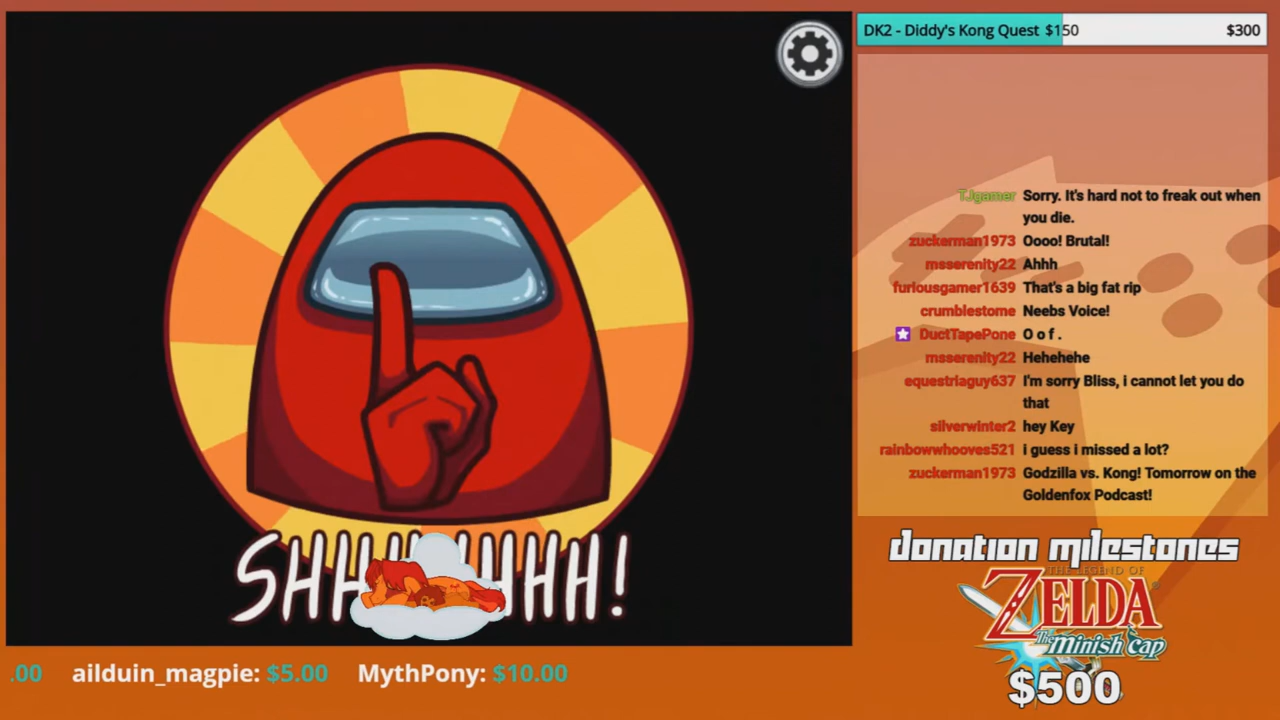 DK2 - Diddy's Kong Quest $150 $300
TJgamer Sorry. It's hard not to freak out when
you die.
zuckerman1973 Oooo! Brutal!
msserenity22 Ahhh
furiousgamer1639 That's a big fat rip
crumblestome Neebs Voice!
DuctTapePone O o f .
msserenity22 Hehehehe
equestriaguy637 I'm sorry Bliss, i cannot let you do
that
silverwinter2 hey Key
rainbowwhooves521 i guess i missed a lot?
zuckerman1973 Godzilla vs. Kong! Tomorrow on the
Goldenfox Podcast!
donation milestones
THE LEGEND OF
ZELDA
The Minish Cap
$500
.00 ailduin_magpie: $5.00 MythPony: $10.00